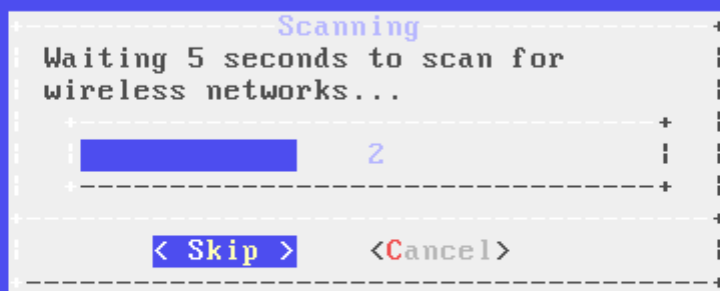 Scanning
Waiting 5 seconds to scan for
wireless networks...
2
< Skip > <Cancel>